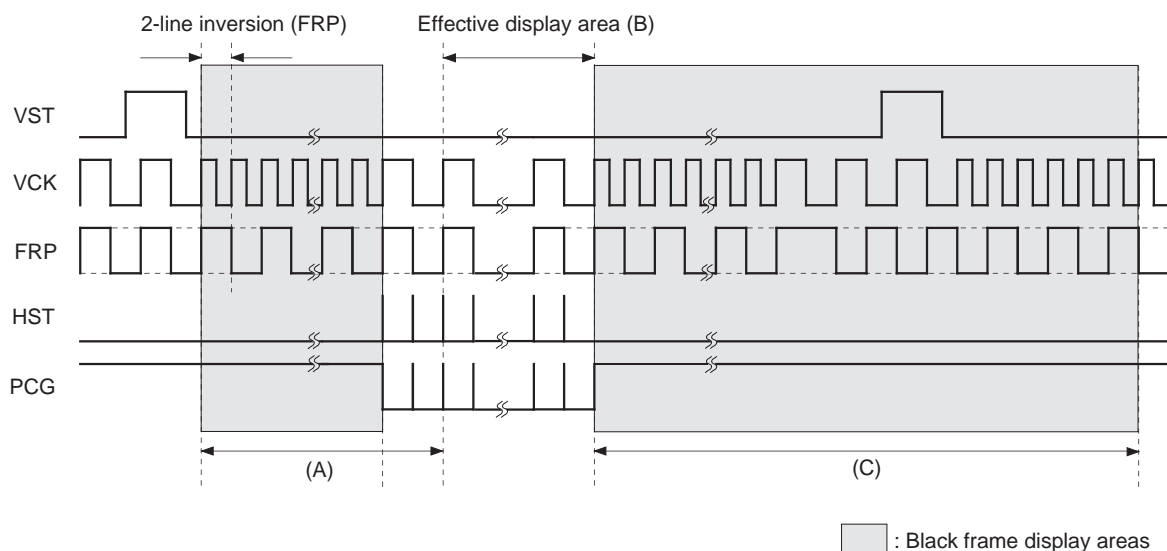 2-line inversion (FRP)
Effective display area (B)
VST
VCK
FRP
HST
PCG
(A)
(C)
: Black frame display areas